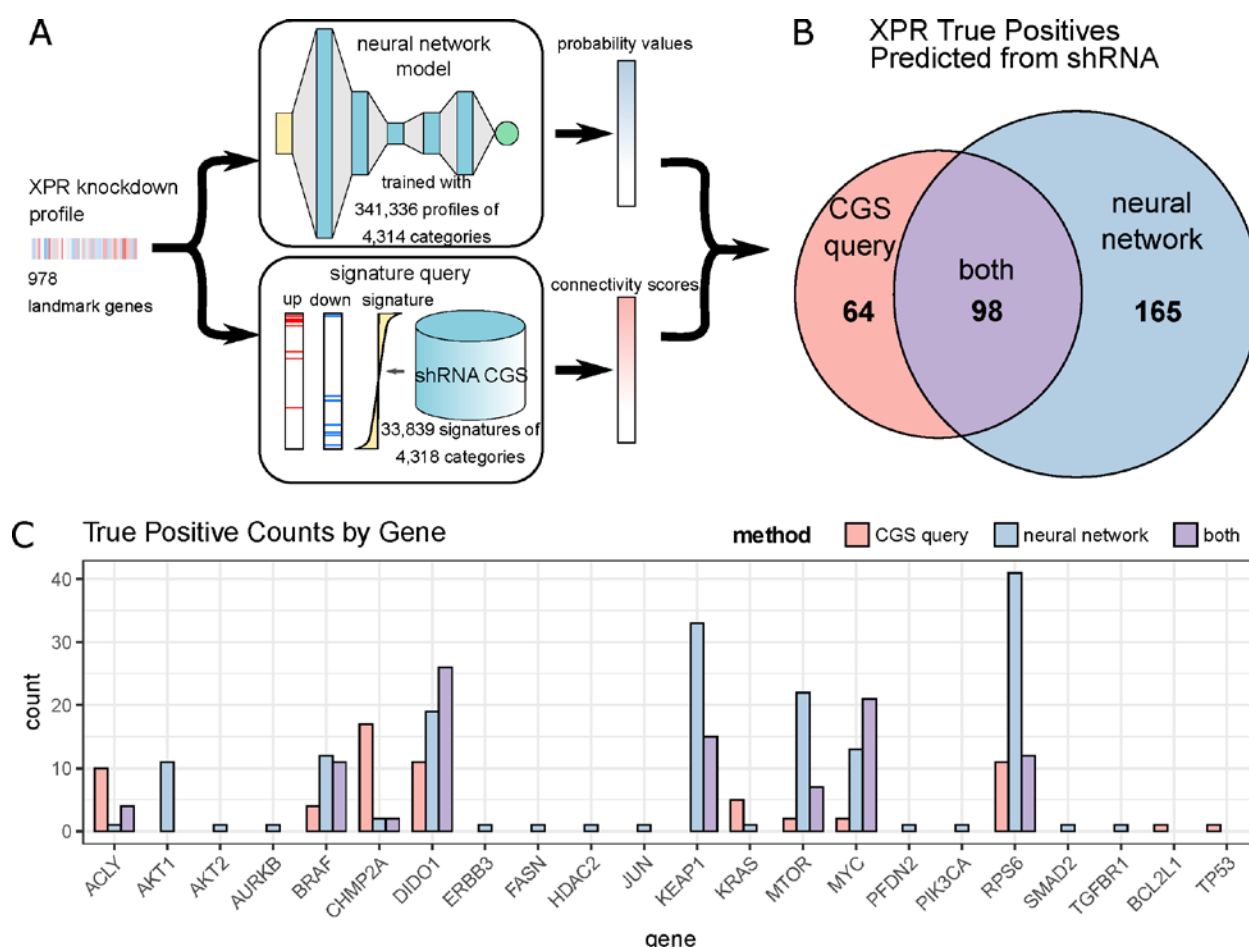 A
neural network
model
trained with
341,336 profiles of
4,314 categories
probability values
XPR knockdown
profile
978
landmark genes
signature query
up down signature
shRNA CGS
33,839 signatures of
4,318 categories
connectivity scores
B
XPR True Positives
Predicted from shRNA
CGS
query
64
both
98
neural
network
165
C True Positive Counts by Gene
method CGS query neural network both
count
40
30
20
10
0
ACLY AKT1 AKT2 AURKB BRAF CHMP2A DIDO1 ERBB3 FASN HDAC2 JUN KEAP1 KRAS MTOR MYC PFDN2 PIK3CA RPS6 SMAD2 TGFBR1 BCL2L1 TP53
gene